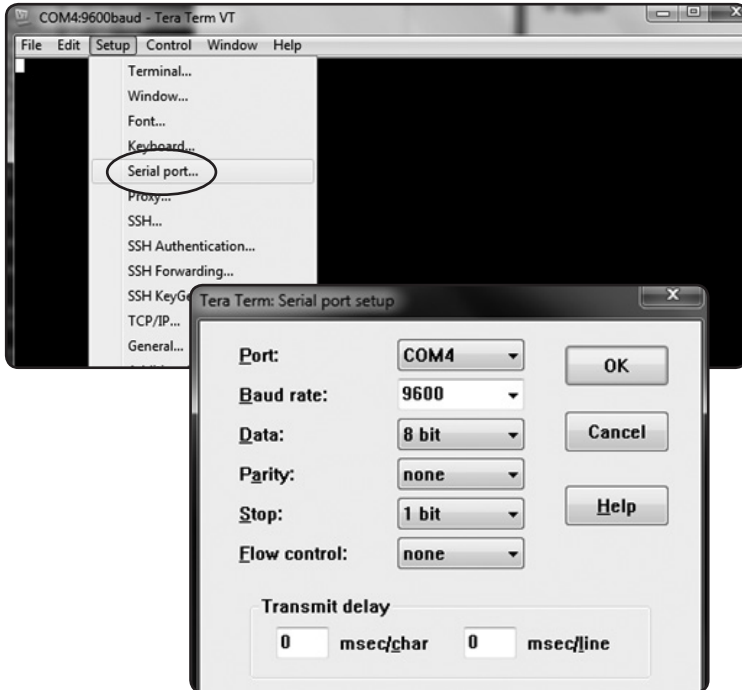 COM4:9600baud - Tera Term VT
File Edit Setup Control Window Help
Terminal...
Window...
Font...
Keyboard...
Serial port...
Proxy...
SSH...
SSH Authentication...
SSH Forwarding...
SSH KeyGe
TCP/IP...
General...
Tera Term: Serial port setup
Port: COM4 OK
Baud rate: 9600
Data: 8 bit Cancel
Parity: none
Stop: 1 bit Help
Flow control: none
Transmit delay
0 msec/char 0 msec/line